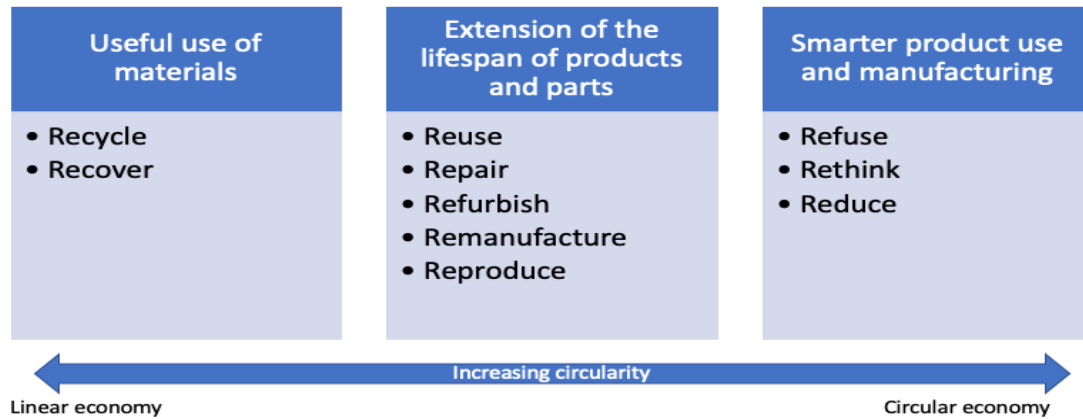 Useful use of
materials
• Recycle
• Recover
Extension of the
lifespan of products
and parts
• Reuse
• Repair
• Refurbish
• Remanufacture
• Reproduce
Smarter product use
and manufacturing
• Refuse
• Rethink
• Reduce
Increasing circularity
Linear economy
Circular economy